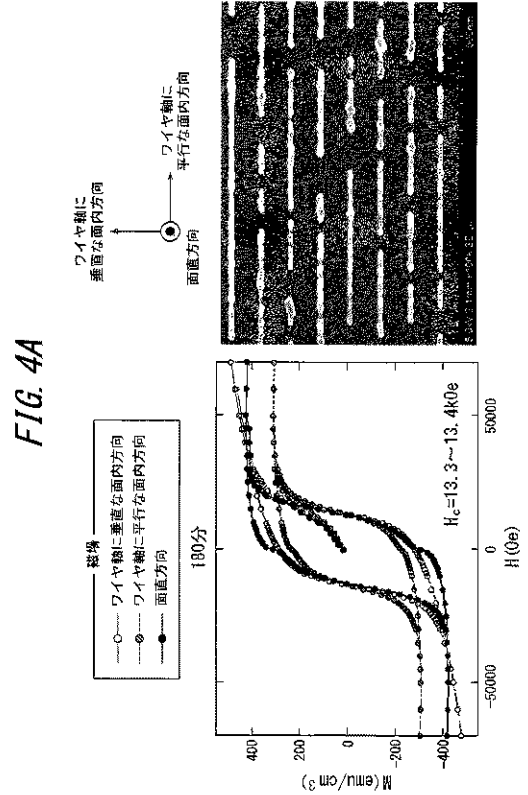 FIG. 4A
磁場
ワイヤ軸に垂直な面内方向
ワイヤ軸に平行な面内方向
面直方向
ワイヤ軸に
垂直な面内方向
ワイヤ軸に
平行な面内方向
面直方向
180分
M(emu/cm³)
400
200
0
-200
-400
Hc=13.3~13.4kOe
-50000
0
50000
H(Oe)